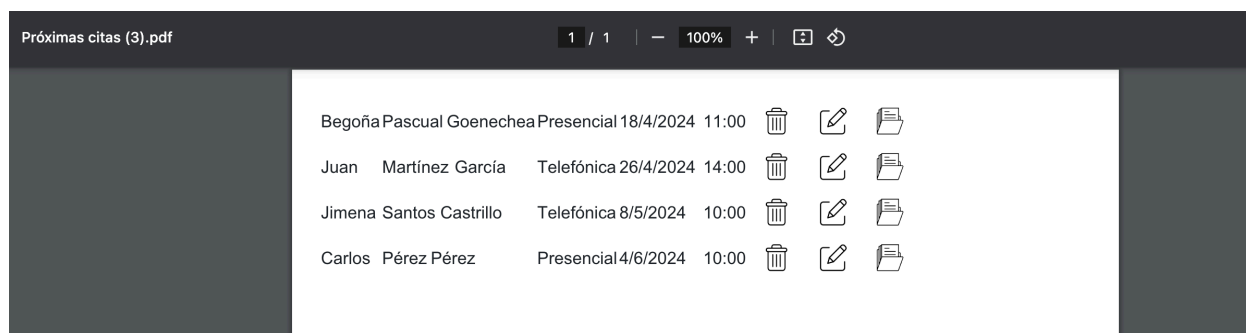 Próximas citas (3).pdf
1 / 1 100%
Begoña Pascual Goenechea Presencial 18/4/2024 11:00
Juan Martínez García Telefónica 26/4/2024 14:00
Jimena Santos Castrillo Telefónica 8/5/2024 10:00
Carlos Pérez Pérez Presencial 4/6/2024 10:00